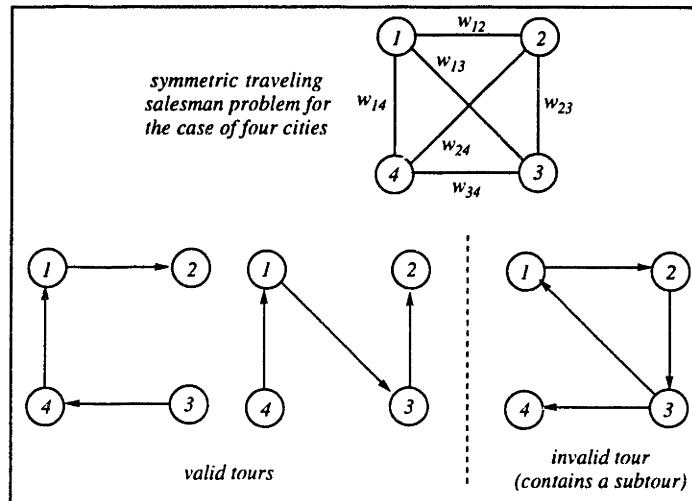 w12
1
2
symmetric traveling
salesman problem for
the case of four cities
w13
w14
w23
w24
4
3
w34
1
2
1
2
1
2
4
3
4
3
4
3
valid tours
invalid tour
(contains a subtour)